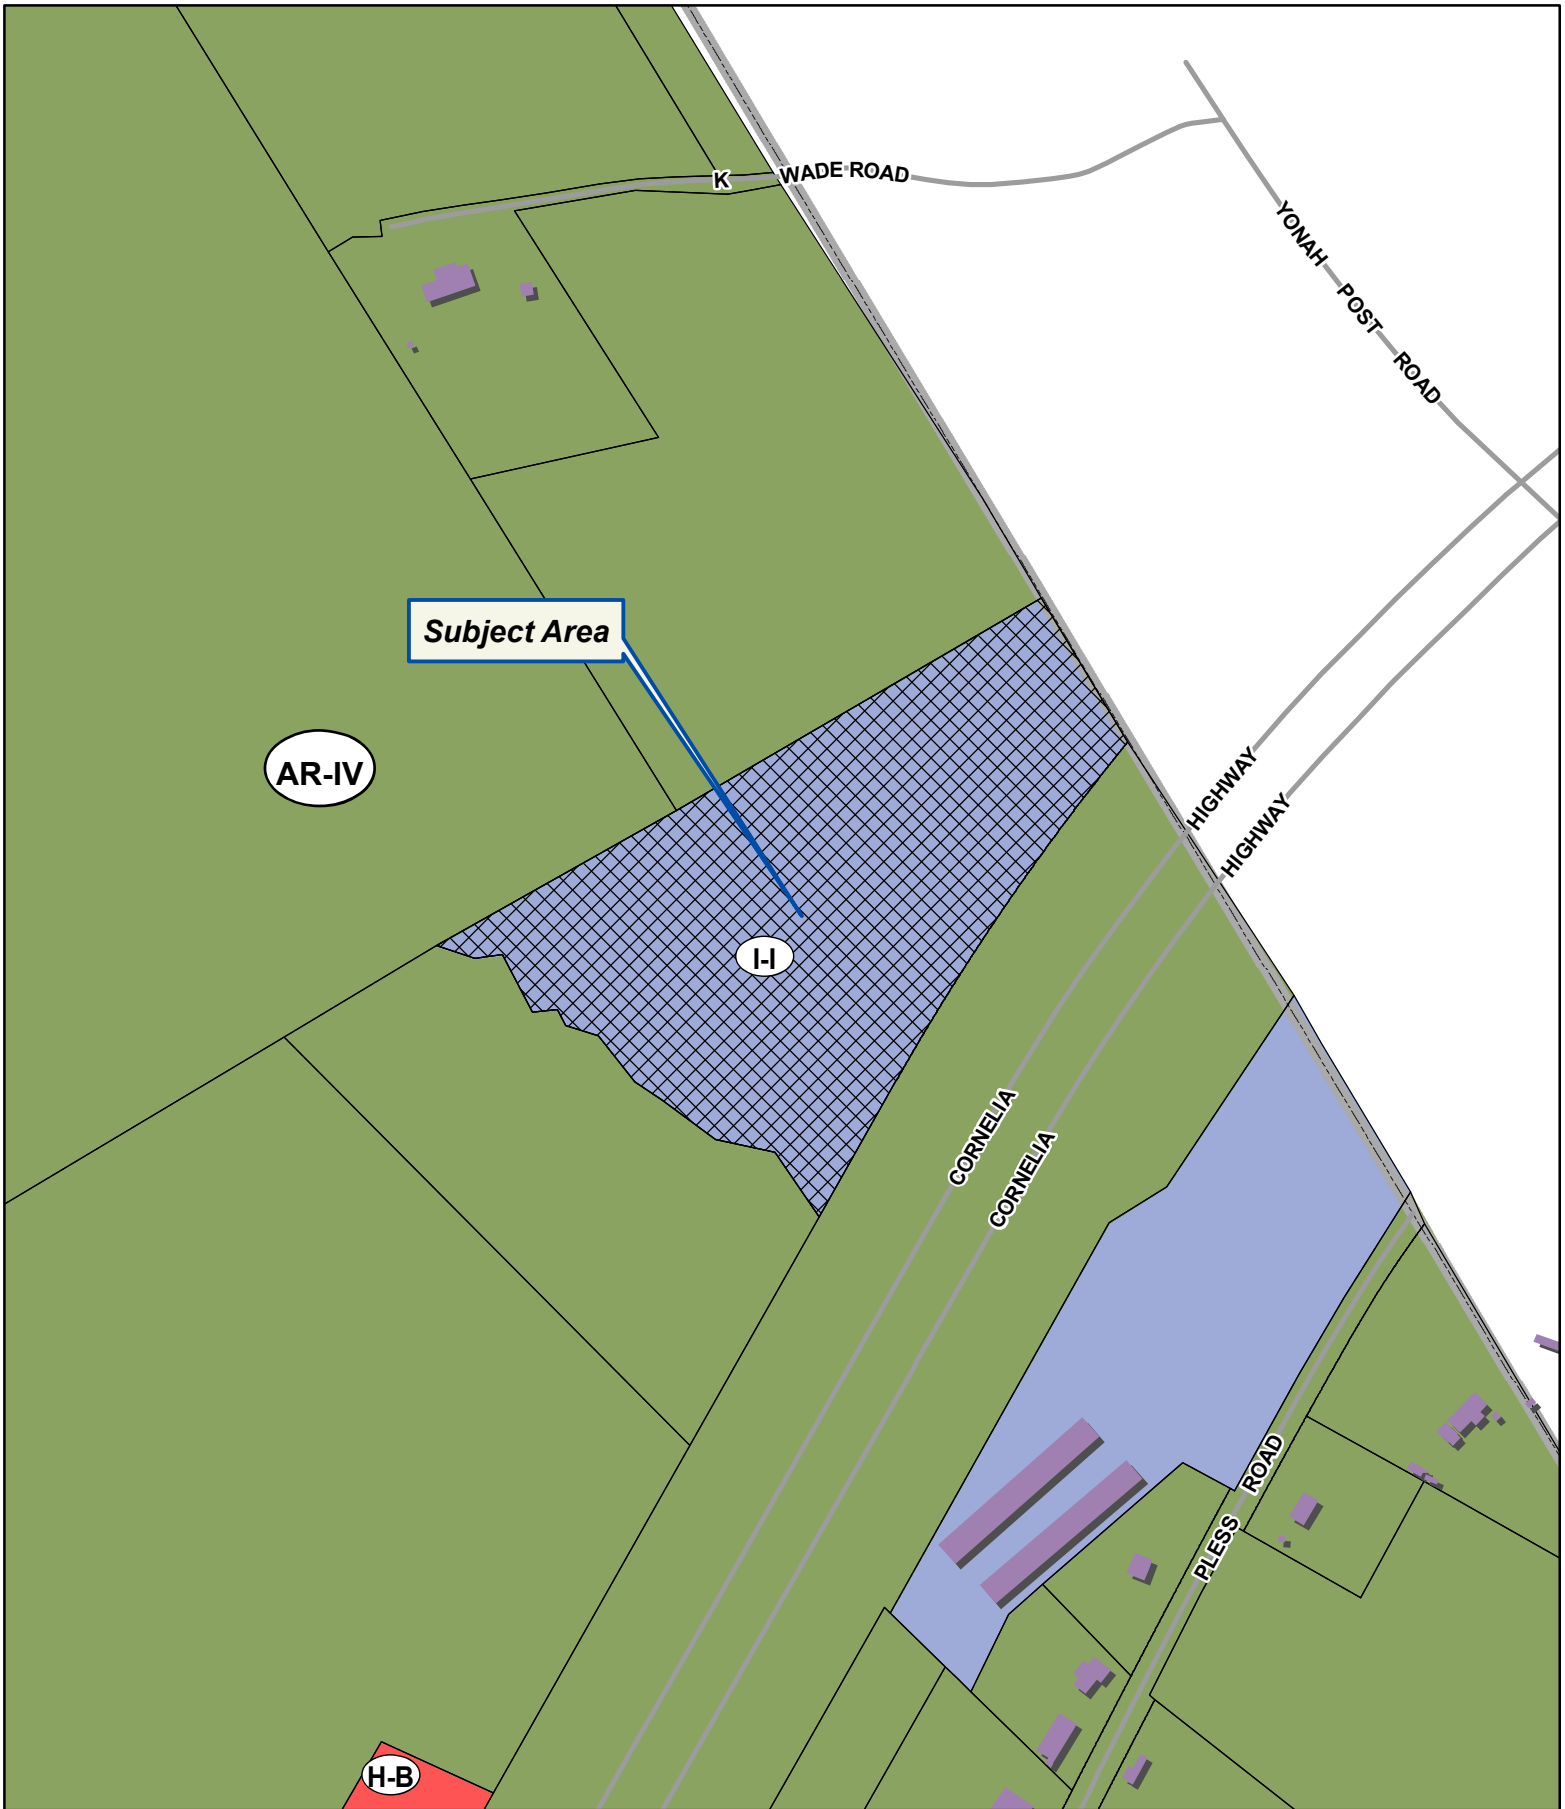 K WADE ROAD
YONAH POST ROAD
Subject Area
AR-IV
HIGHWAY
HIGHWAY
I-I
CORNELIA
CORNELIA
PLESS ROAD
H-B